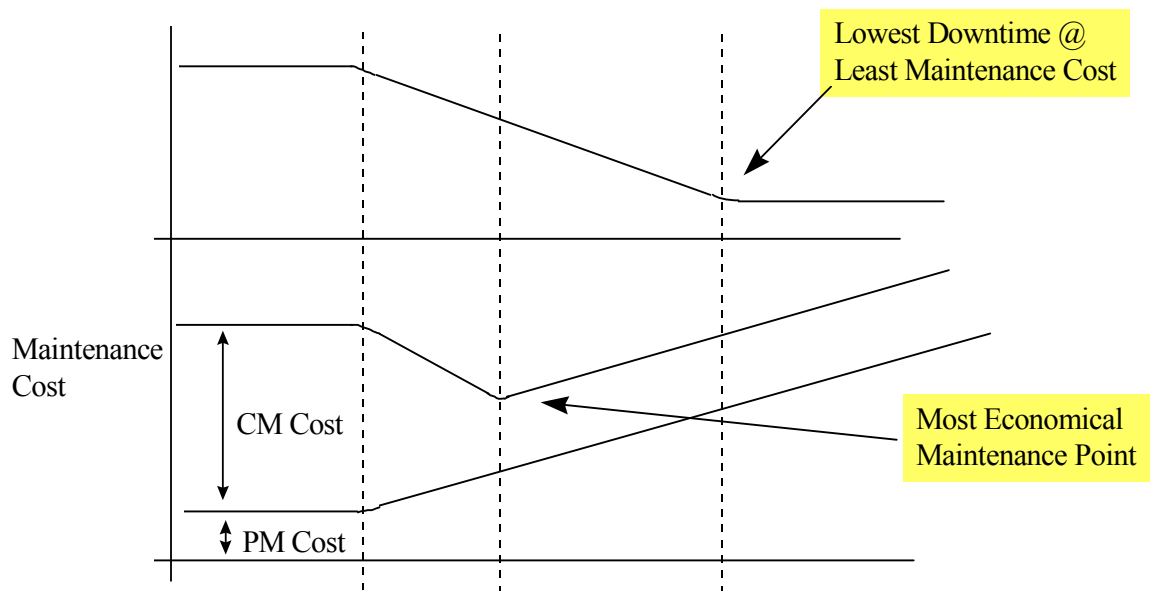 Lowest Downtime @
Least Maintenance Cost
Maintenance
Cost
CM Cost
Most Economical
Maintenance Point
PM Cost